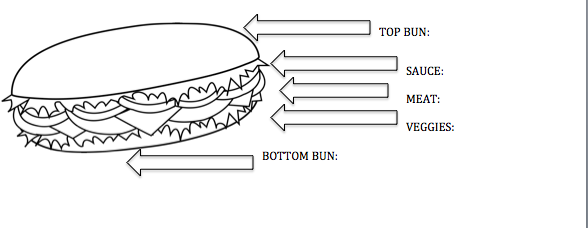 TOP BUN:
SAUCE:
MEAT:
VEGGIES:
BOTTOM BUN: